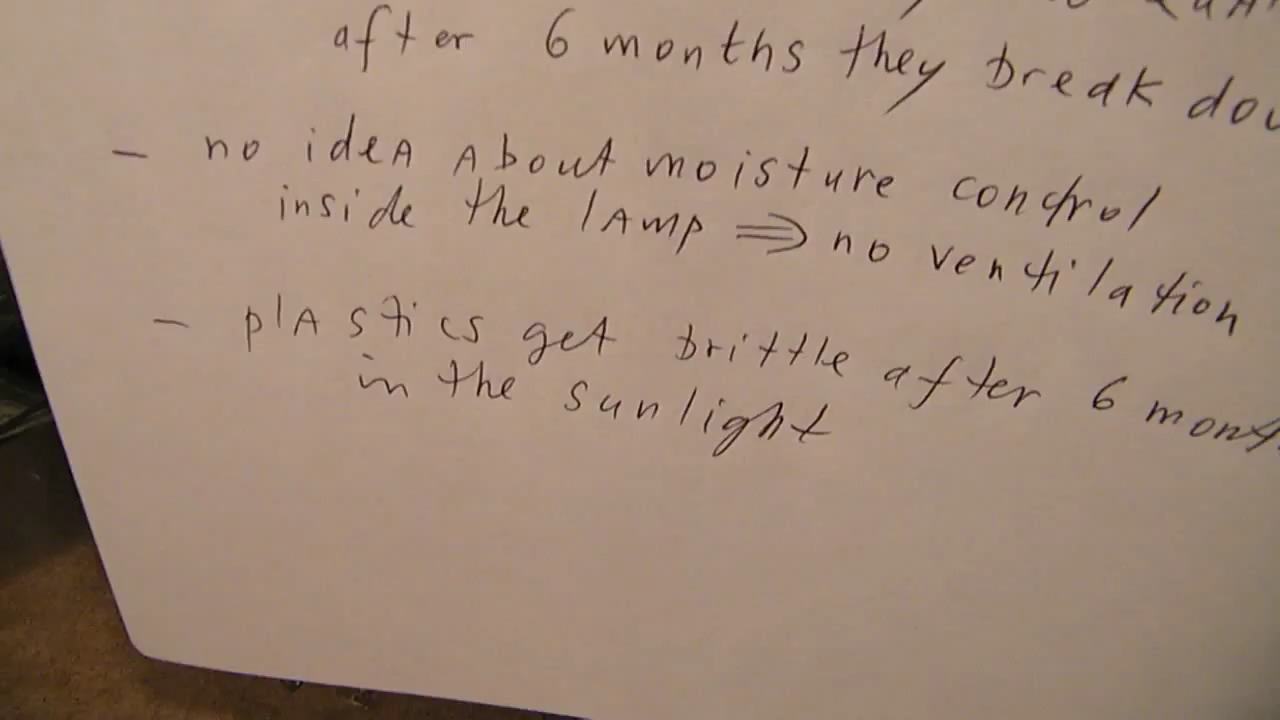 after 6 months they break
- no ideA About moisture control
inside the lAmp ⇒ no ventilation
- plAstics get brittle after 6
in the sunlight